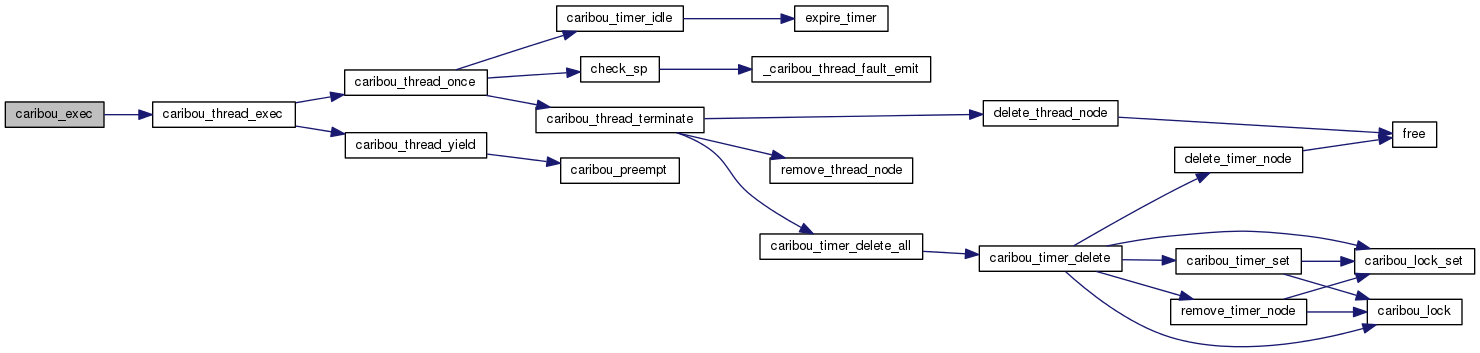 caribou_exec
caribou_thread_exec
caribou_thread_once
caribou_thread_yield
caribou_timer_idle
check_sp
caribou_thread_terminate
caribou_preempt
expire_timer
_caribou_thread_fault_emit
remove_thread_node
caribou_timer_delete_all
delete_thread_node
caribou_timer_delete
delete_timer_node
caribou_timer_set
remove_timer_node
free
caribou_lock_set
caribou_lock